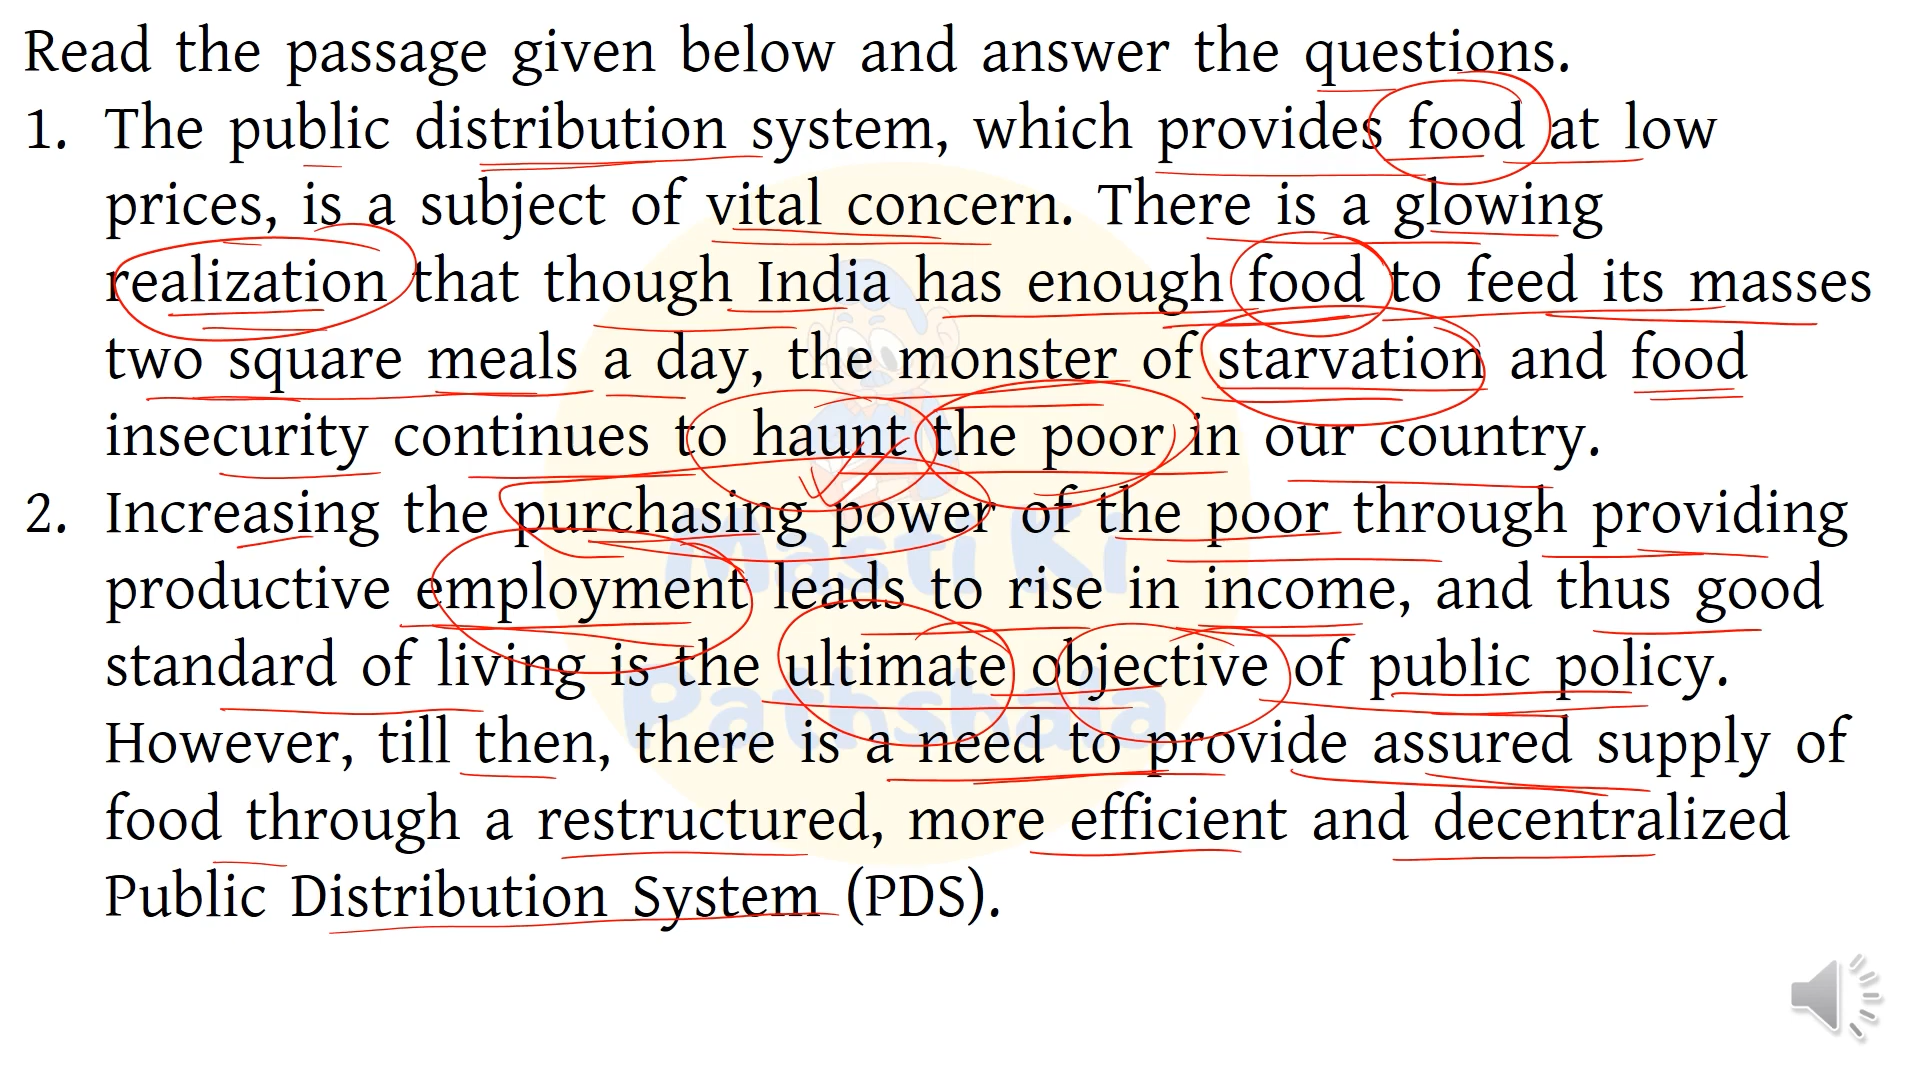 Read the passage given below and answer the questions.
1. The public distribution system, which provides food at low
prices, is a subject of vital concern. There is a glowing
realization that though India has enough food to feed its masses
two square meals a day, the monster of starvation and food
insecurity continues to haunt the poor in our country.
2. Increasing the purchasing power of the poor through providing
productive employment leads to rise in income, and thus good
standard of living is the ultimate objective of public policy.
However, till then, there is a need to provide assured supply of
food through a restructured, more efficient and decentralized
Public Distribution System (PDS).
Masti Ki
Pathshala